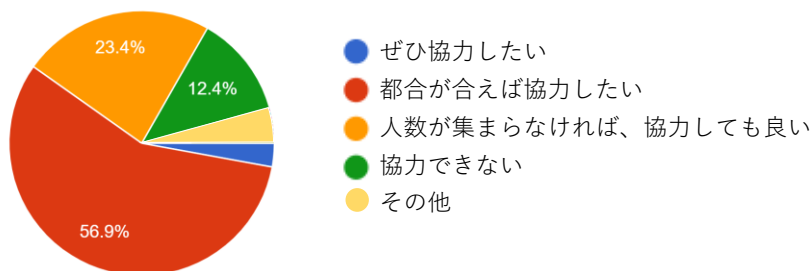 23.4%
12.4%
56.9%
ぜひ協力したい
都合が合えば協力したい
人数が集まらなければ、協力しても良い
協力できない
その他